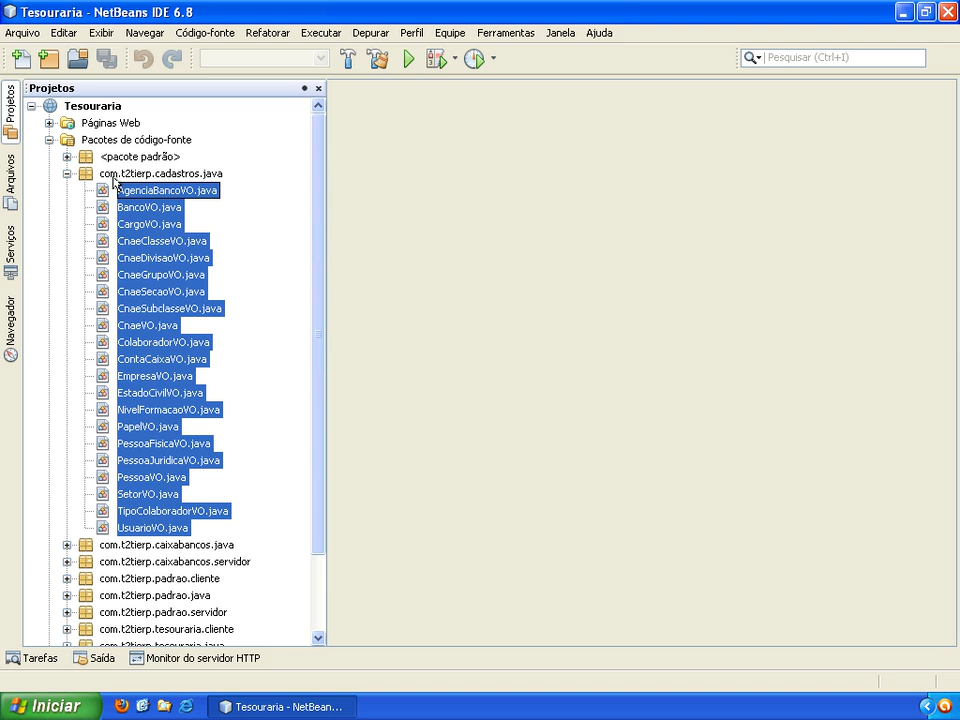 Tesouraria - NetBeans IDE 6.8
Arquivo Editar Exibir Navegar Código-fonte Refatorar Executar Depurar Perfil Equipe Ferramentas Janela Ajuda
Pesquisar (Ctrl+I)
Projetos
Arquivos
Serviços
Navegador
Projetos
Tesouraria
Páginas Web
Pacotes de código-fonte
<pacote padrão>
com.t2tierp.cadastros.java
AgenciaBancoVO.java
BancoVO.java
CargoVO.java
CnaeClasseVO.java
CnaeDivisaoVO.java
CnaeGrupoVO.java
CnaeSecaoVO.java
CnaeSubclasseVO.java
CnaeVO.java
ColaboradorVO.java
ContaCaixaVO.java
EmpresaVO.java
EstadoCivilVO.java
NivelFormacaoVO.java
PapelVO.java
PessoaFisicaVO.java
PessoaJuridicaVO.java
PessoaVO.java
SetorVO.java
TipoColaboradorVO.java
UsuarioVO.java
com.t2tierp.caixabancos.java
com.t2tierp.caixabancos.servidor
com.t2tierp.padrao.cliente
com.t2tierp.padrao.java
com.t2tierp.padrao.servidor
com.t2tierp.tesouraria.cliente
com.t2tierp.tesouraria.java
Tarefas Saída Monitor do servidor HTTP
Iniciar Tesouraria - NetBean...